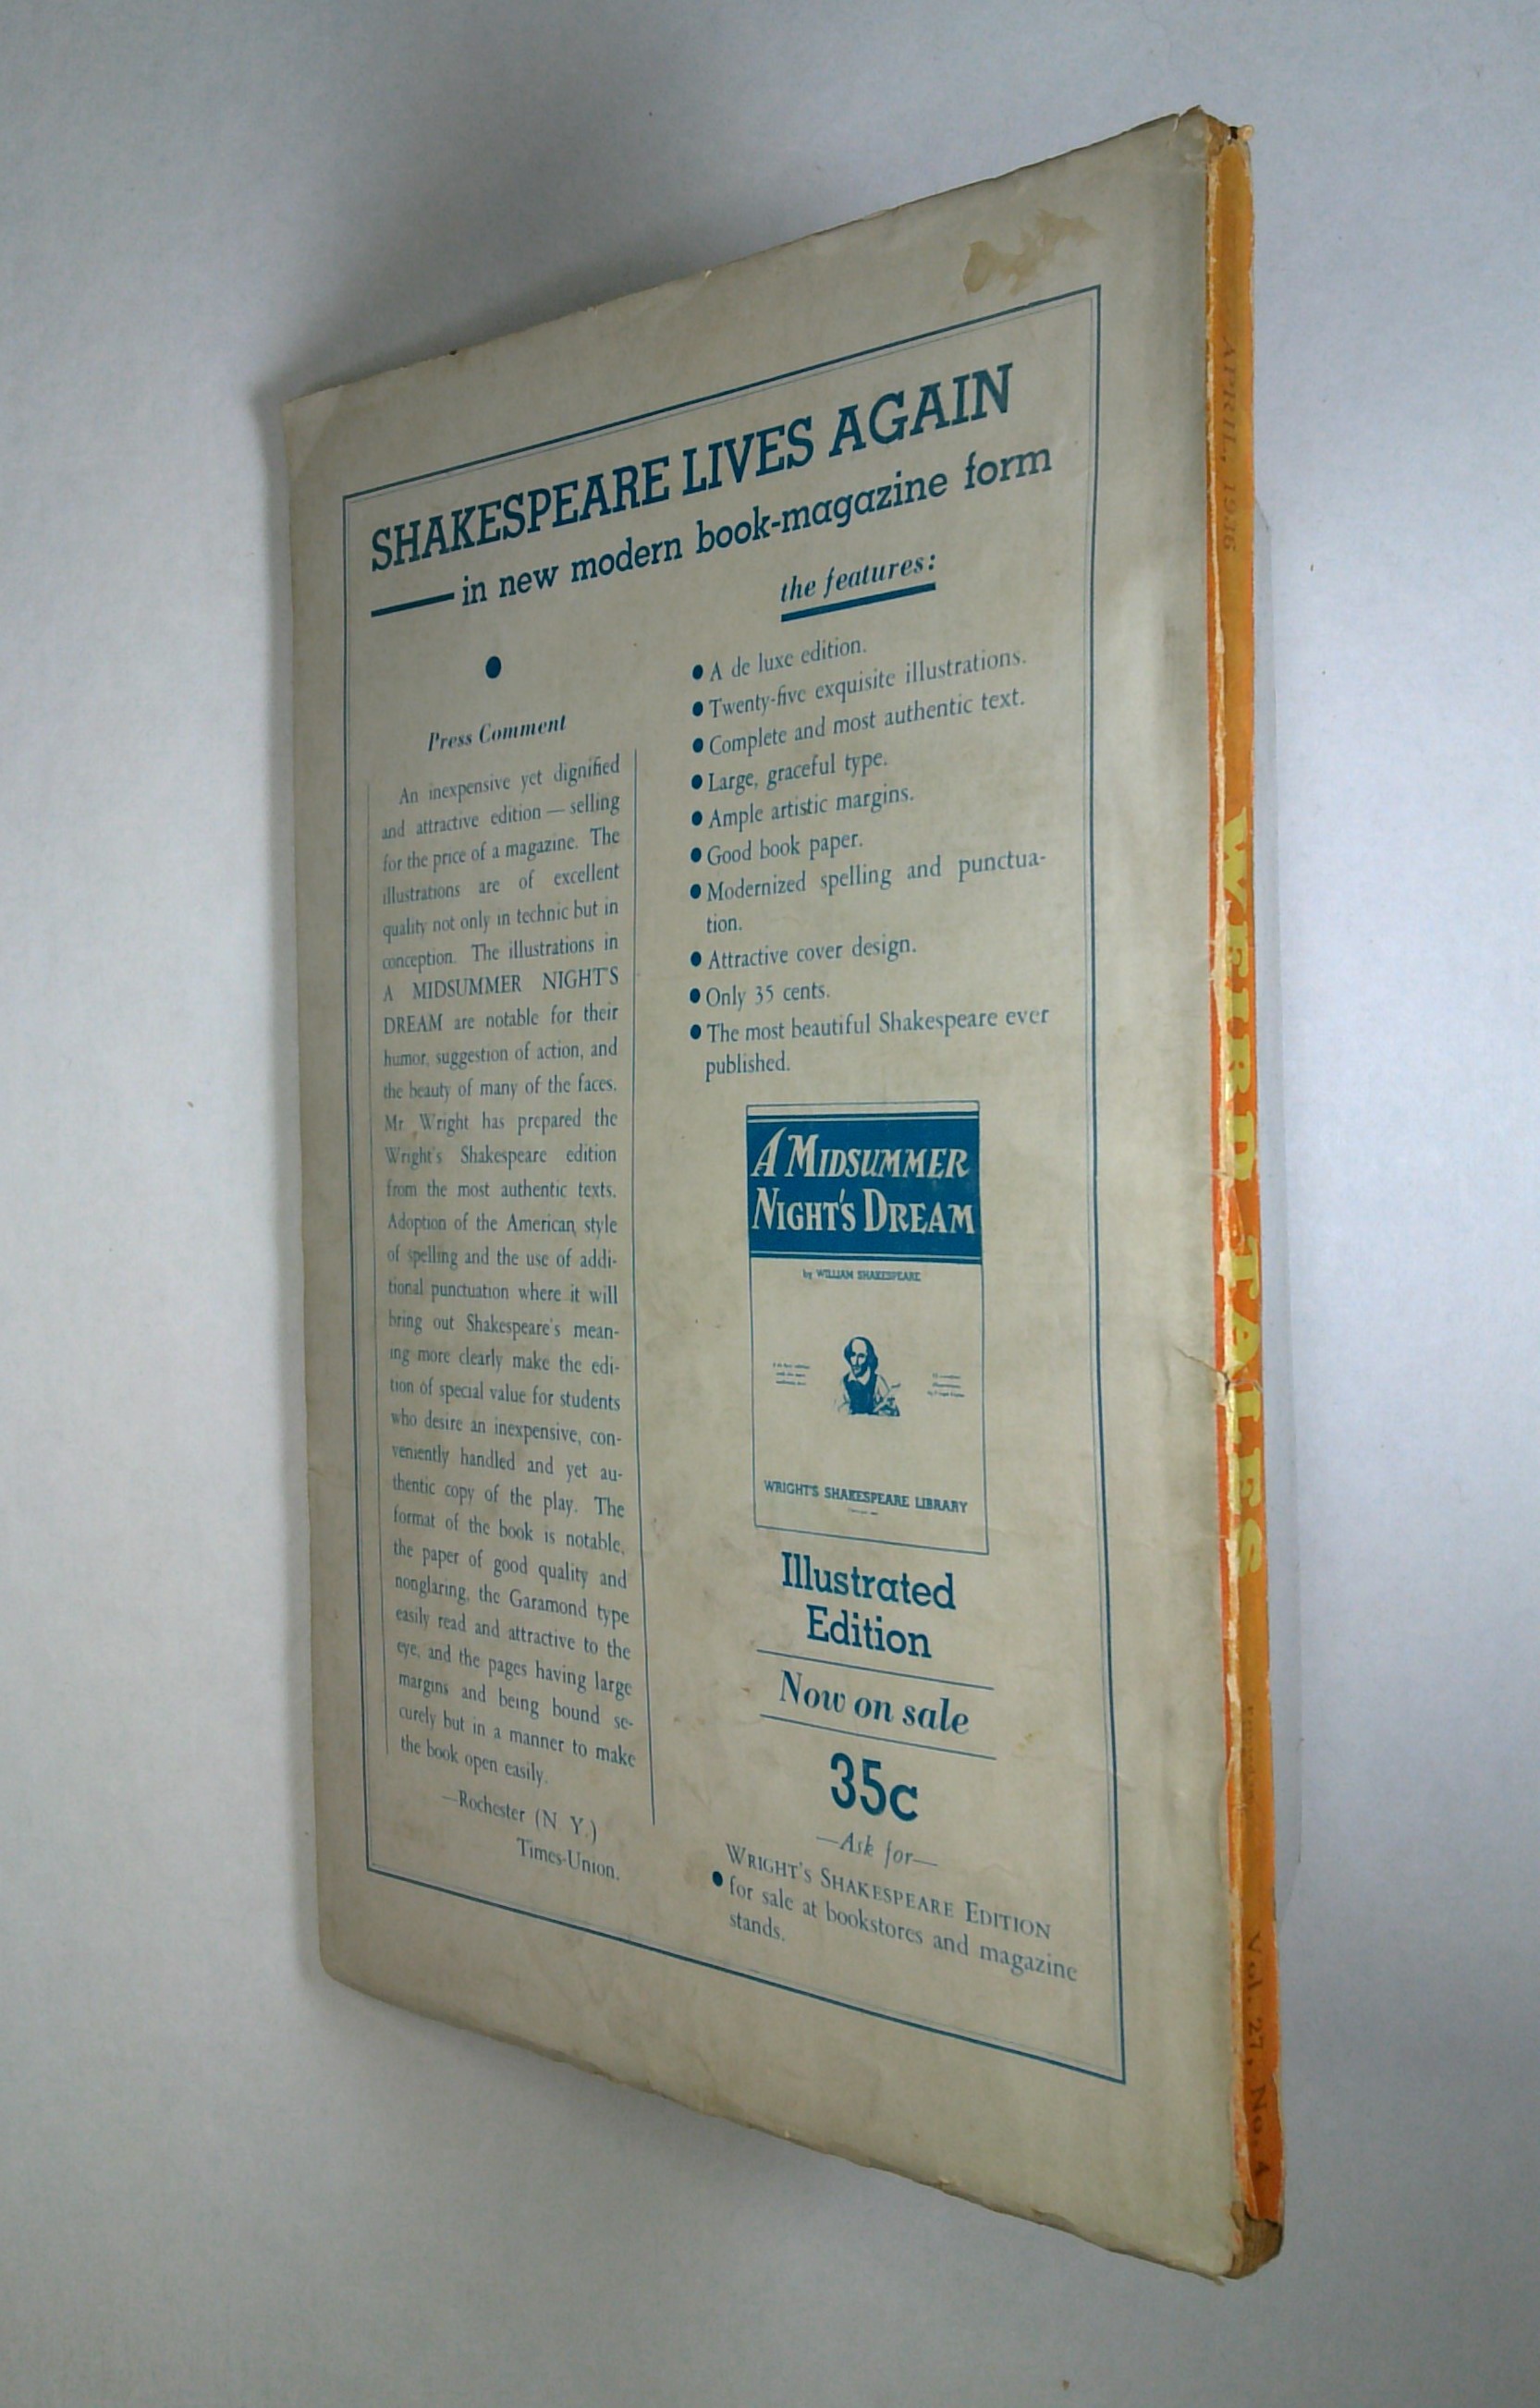 SHAKESPEARE LIVES AGAIN
— in new modern book-magazine form
Press Comment
An inexpensive yet dignified
and attractive edition — selling
for the price of a magazine. The
illustrations are of excellent
quality not only in technic but in
conception. The illustrations in
A MIDSUMMER NIGHT'S
DREAM are notable for their
humor, suggestion of action, and
the beauty of many of the faces.
Mr. Wright has prepared the
Wright's Shakespeare edition
from the most authentic texts.
Adoption of the American style
of spelling and the use of addi-
tional punctuation where it will
bring out Shakespeare's mean-
ing more clearly make the edi-
tion of special value for students
who desire an inexpensive, con-
veniently handled and yet au-
thentic copy of the play. The
format of the book is notable,
the paper of good quality and
nonglaring, the Garamond type
easily read and attractive to the
eye, and the pages having large
margins and being bound se-
curely but in a manner to make
the book open easily.
—Rochester (N. Y.)
Times-Union.
the features:
● A de luxe edition.
● Twenty-five exquisite illustrations.
● Complete and most authentic text.
● Large, graceful type.
● Ample artistic margins.
● Good book paper.
● Modernized spelling and punctua-
tion.
● Attractive cover design.
● Only 35 cents.
● The most beautiful Shakespeare ever
published.
A MIDSUMMER
NIGHT'S DREAM
by WILLIAM SHAKESPEARE
WRIGHT'S SHAKESPEARE LIBRARY
Illustrated
Edition
Now on sale
35c
—Ask for—
WRIGHT'S SHAKESPEARE EDITION
● for sale at bookstores and magazine
stands.
APRIL, 1936
WEIRD TALES
Vol. 27, No. 4